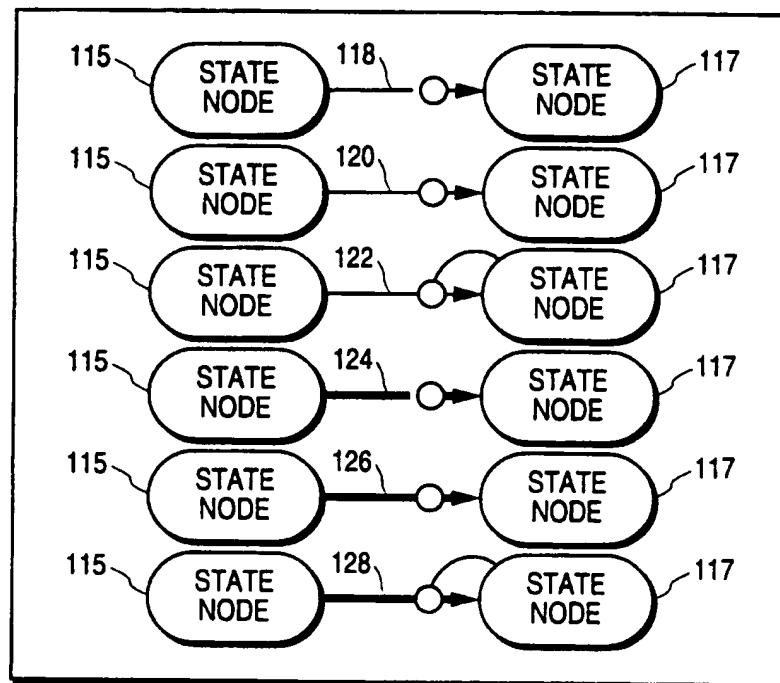 115 STATE NODE 118 STATE NODE 117
115 STATE NODE 120 STATE NODE 117
115 STATE NODE 122 STATE NODE 117
115 STATE NODE 124 STATE NODE 117
115 STATE NODE 126 STATE NODE 117
115 STATE NODE 128 STATE NODE 117